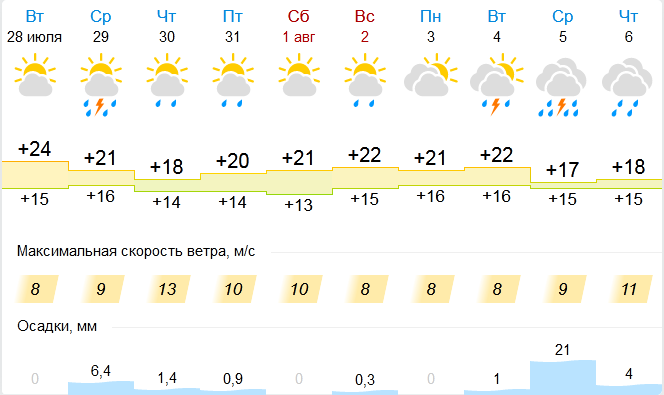 Вт Ср Чт Пт Сб Вс Пн Вт Ср Чт
28 июля 29 30 31 1 авг 2 3 4 5 6
+24 +21 +18 +20 +21 +22 +21 +22 +17 +18
+15 +16 +14 +14 +13 +15 +16 +16 +15 +15
Максимальная скорость ветра, м/с
8 9 13 10 10 8 8 8 9 11
Осадки, мм
0 6,4 1,4 0,9 0 0,3 0 1 21 4